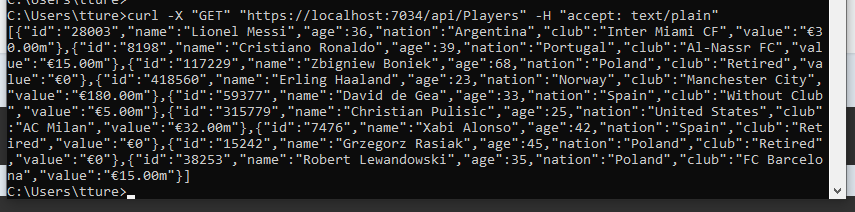 C:\Users\tture>curl -X "GET" "https://localhost:7034/api/Players" -H "accept: text/plain"
[{"id":"28003","name":"Lionel Messi","age":36,"nation":"Argentina","club":"Inter Miami CF","value":"€3
0.00m"},{"id":"8198","name":"Cristiano Ronaldo","age":39,"nation":"Portugal","club":"Al-Nassr FC","val
ue":"€15.00m"},{"id":"117229","name":"Zbigniew Boniek","age":68,"nation":"Poland","club":"Retired","va
lue":"€0"},{"id":"418560","name":"Erling Haaland","age":23,"nation":"Norway","club":"Manchester City",
"value":"€180.00m"},{"id":"59377","name":"David de Gea","age":33,"nation":"Spain","club":"Without Club
","value":"€5.00m"},{"id":"315779","name":"Christian Pulisic","age":25,"nation":"United States","club"
:"AC Milan","value":"€32.00m"},{"id":"7476","name":"Xabi Alonso","age":42,"nation":"Spain","club":"Ret
ired","value":"€0"},{"id":"15242","name":"Grzegorz Rasiak","age":45,"nation":"Poland","club":"Retired"
,"value":"€0"},{"id":"38253","name":"Robert Lewandowski","age":35,"nation":"Poland","club":"FC Barcelo
na","value":"€15.00m"}]
C:\Users\tture>